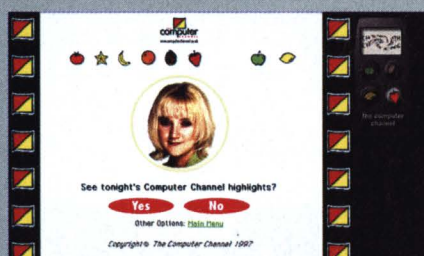 computer
See tonight's Computer Channel highlights?
Yes No
Other Options: Main Menu
Copyright© The Computer Channel 1997
The computer
channel